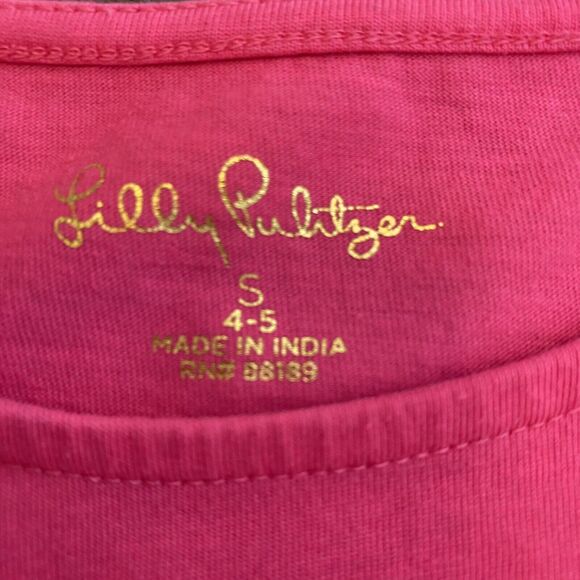 Lilly Pulitzer.
S
4-5
MADE IN INDIA
RN# 88189